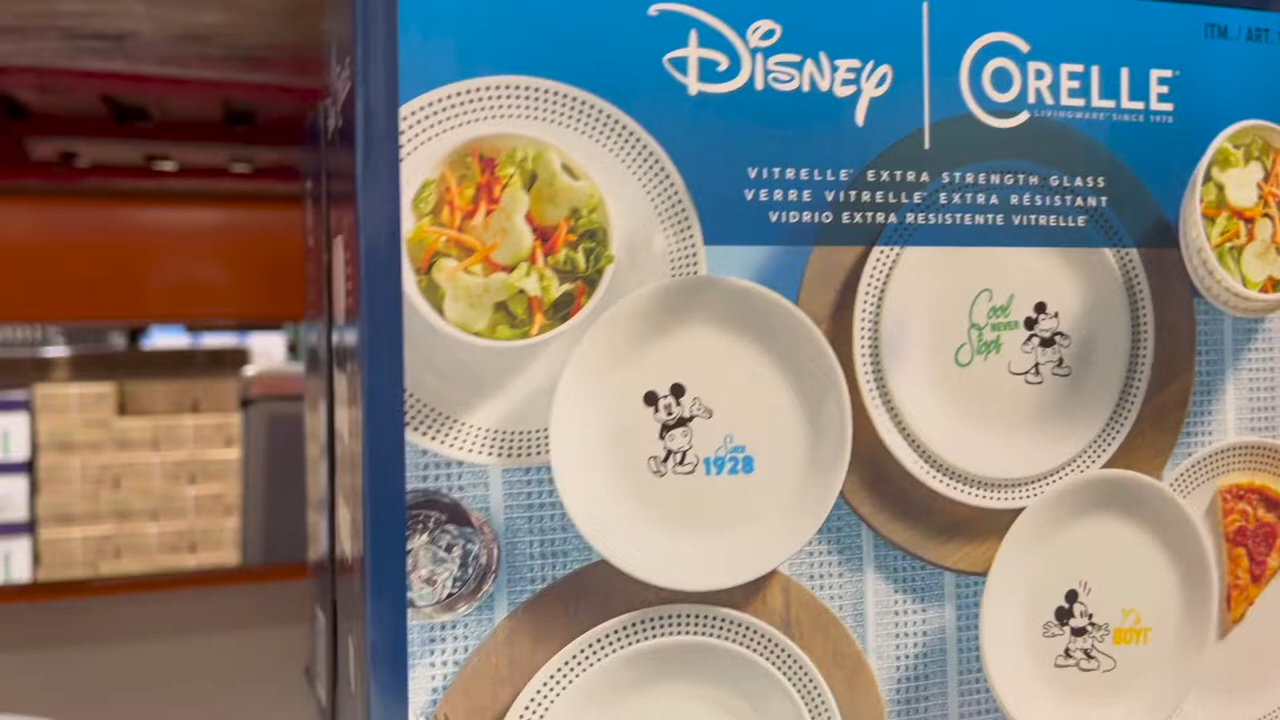 DISNEY
CORELLE
LIVINGWARE SINCE 1970
ITM. / ART.
VITRELLE EXTRA STRENGTH GLASS
VERRE VITRELLE EXTRA RÉSISTANT
VIDRIO EXTRA RESISTENTE VITRELLE
Cool
NEVER
Stops
Since
1928
BOY!